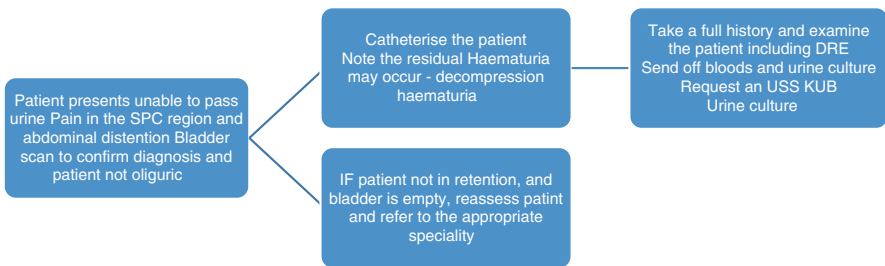 Patient presents unable to pass
urine Pain in the SPC region and
abdominal distention Bladder
scan to confirm diagnosis and
patient not oliguric
Catheterise the patient
Note the residual Haematuria
may occur - decompression
haematuria
Take a full history and examine
the patient including DRE
Send off bloods and urine culture
Request an USS KUB
Urine culture
IF patient not in retention, and
bladder is empty, reassess patint
and refer to the appropriate
speciality